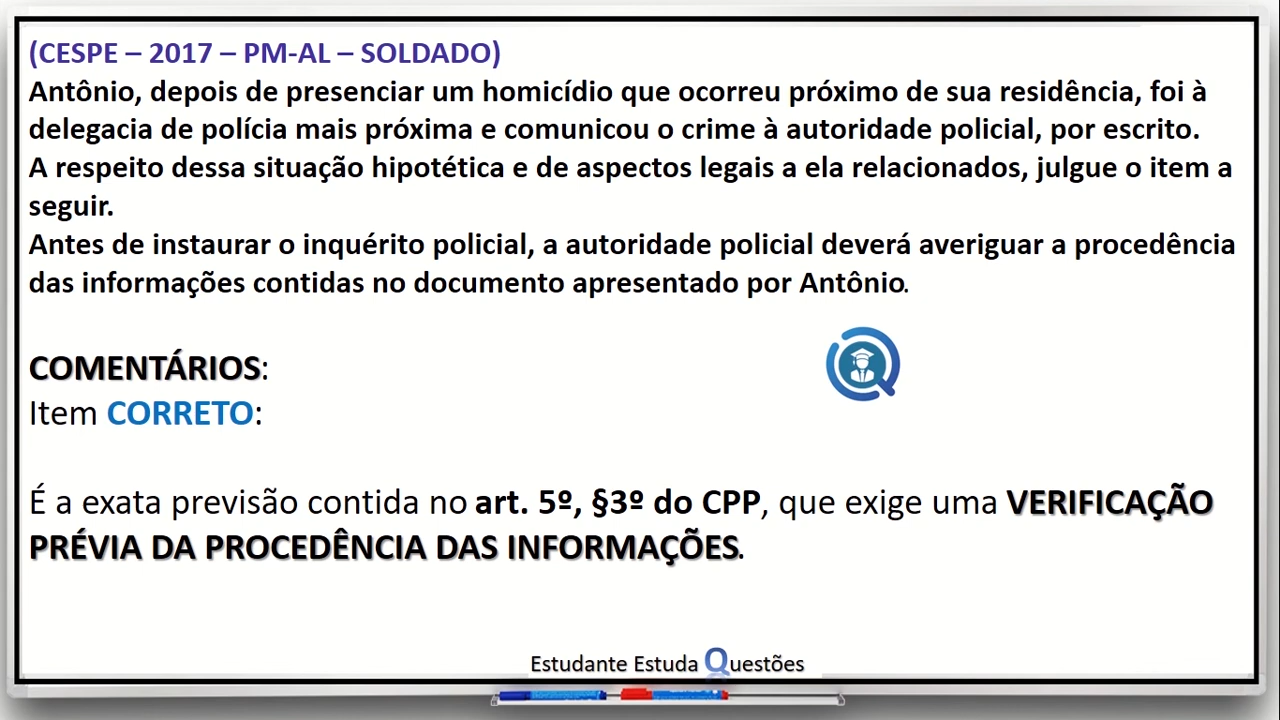 (CESPE – 2017 – PM-AL – SOLDADO)
Antônio, depois de presenciar um homicídio que ocorreu próximo de sua residência, foi à
delegacia de polícia mais próxima e comunicou o crime à autoridade policial, por escrito.
A respeito dessa situação hipotética e de aspectos legais a ela relacionados, julgue o item a
seguir.
Antes de instaurar o inquérito policial, a autoridade policial deverá averiguar a procedência
das informações contidas no documento apresentado por Antônio.
COMENTÁRIOS:
Item CORRETO:
É a exata previsão contida no art. 5º, §3º do CPP, que exige uma VERIFICAÇÃO
PRÉVIA DA PROCEDÊNCIA DAS INFORMAÇÕES.
Estudante Estuda Questões